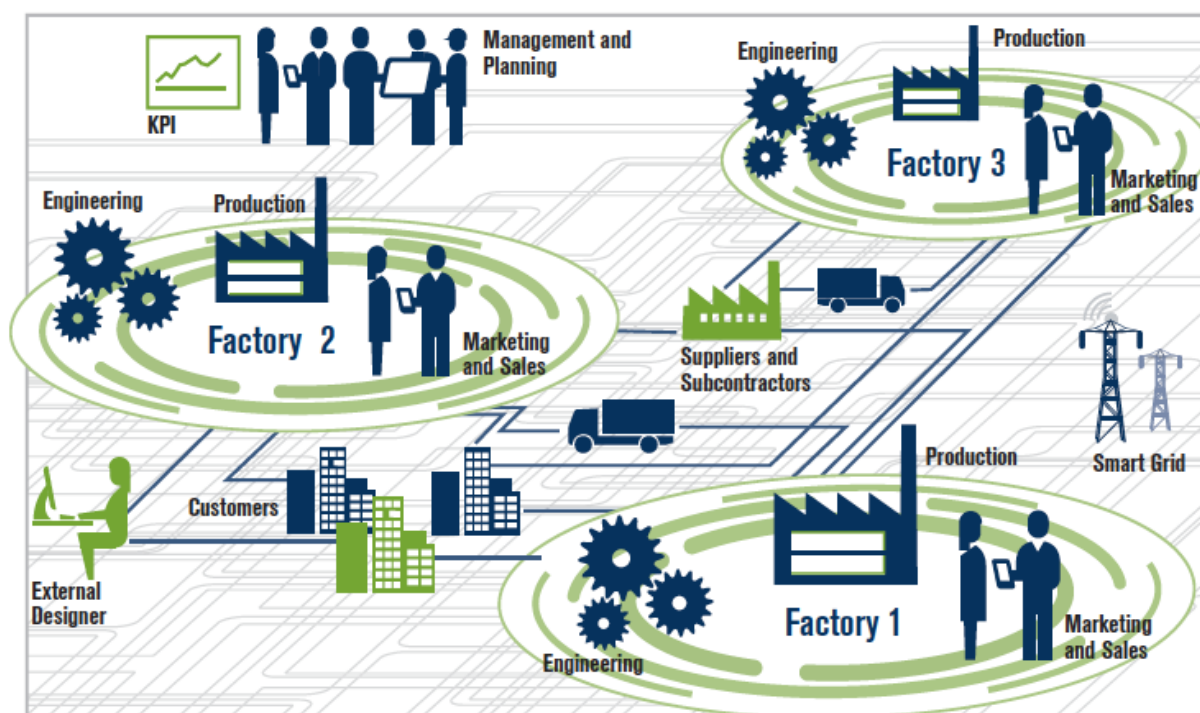 Management and
Planning
KPI
Engineering
Production
Factory 3
Marketing
and Sales
Engineering
Production
Factory 2
Marketing
and Sales
Suppliers and
Subcontractors
Smart Grid
Customers
External
Designer
Production
Factory 1
Engineering
Marketing
and Sales